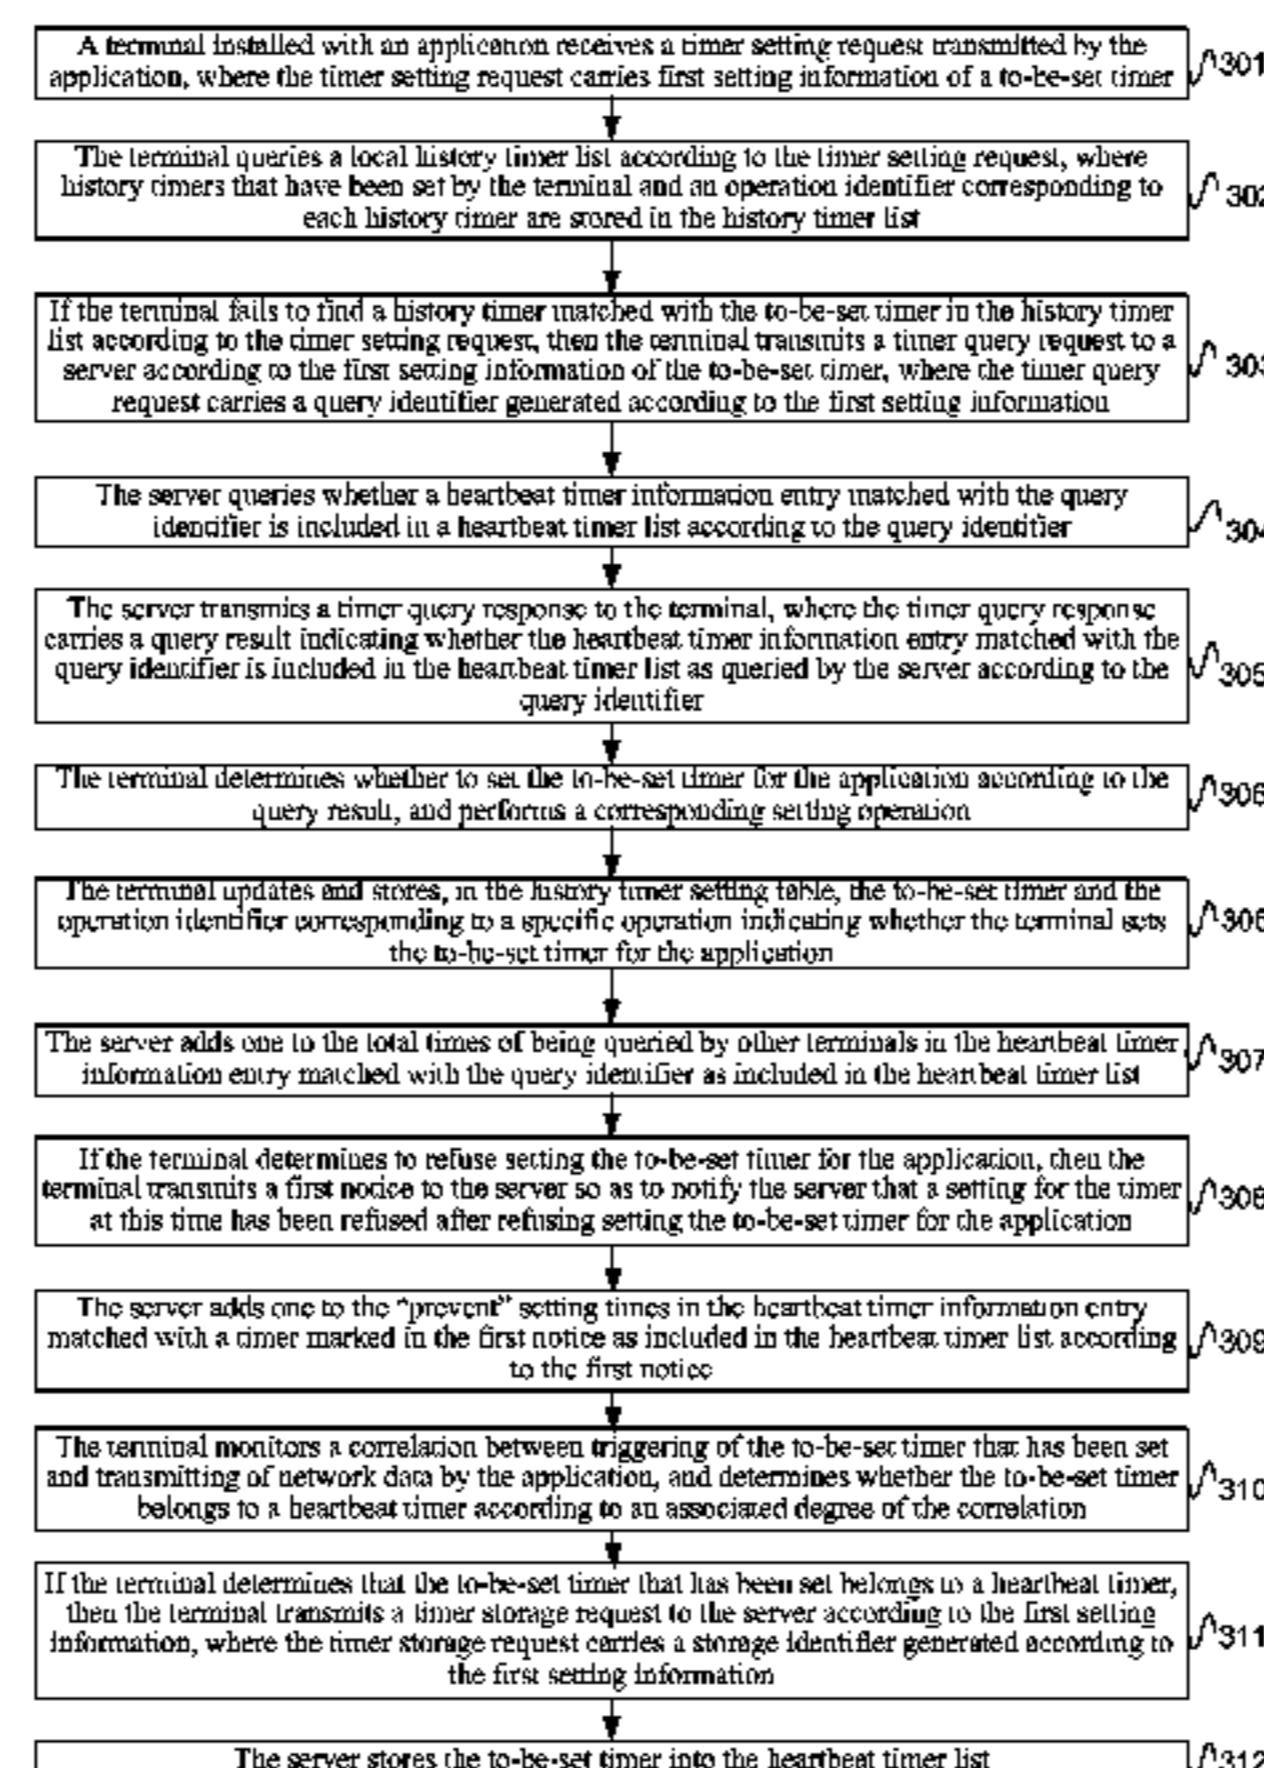 A terminal installed with an application receives a timer setting request transmitted by the
application, where the timer setting request carries first setting information of a to-be-set timer
301
The terminal queries a local history timer list according to the timer setting request, where
history timers that have been set by the terminal and an operation identifier corresponding to
each history timer are stored in the history timer list
302
If the terminal fails to find a history timer matched with the to-be-set timer in the history timer
list according to the timer setting request, then the terminal transmits a timer query request to a
server according to the first setting information of the to-be-set timer, where the timer query
request carries a query identifier generated according to the first setting information
303
The server queries whether a heartbeat timer information entry matched with the query
identifier is included in a heartbeat timer list according to the query identifier
304
The server transmits a timer query response to the terminal, where the timer query response
carries a query result indicating whether the heartbeat timer information entry matched with the
query identifier is included in the heartbeat timer list as queried by the server according to the
query identifier
305
The terminal determines whether to set the to-be-set timer for the application according to the
query result, and performs a corresponding setting operation
306
The terminal updates and stores, in the history timer setting table, the to-be-set timer and the
operation identifier corresponding to a specific operation indicating whether the terminal sets
the to-be-set timer for the application
306
The server adds one to the total times of being queried by other terminals in the heartbeat timer
information entry matched with the query identifier as included in the heartbeat timer list
307
If the terminal determines to refuse setting the to-be-set timer for the application, then the
terminal transmits a first notice to the server so as to notify the server that a setting for the timer
at this time has been refused after refusing setting the to-be-set timer for the application
308
The server adds one to the “prevent” setting times in the heartbeat timer information entry
matched with a timer marked in the first notice as included in the heartbeat timer list according
to the first notice
309
The terminal monitors a correlation between triggering of the to-be-set timer that has been set
and transmitting of network data by the application, and determines whether the to-be-set timer
belongs to a heartbeat timer according to an associated degree of the correlation
310
If the terminal determines that the to-be-set timer that has been set belongs to a heartbeat timer,
then the terminal transmits a timer storage request to the server according to the first setting
information, where the timer storage request carries a storage identifier generated according to
the first setting information
311
The server stores the to-be-set timer into the heartbeat timer list
312